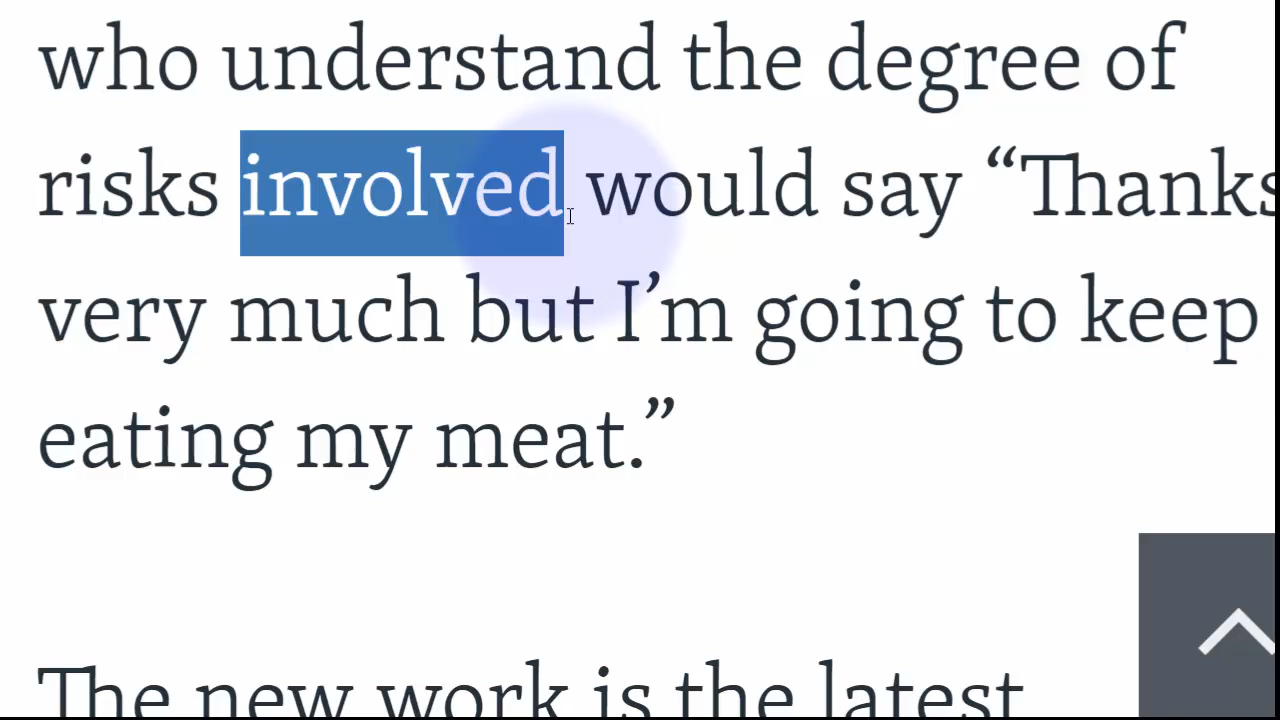 who understand the degree of
risks involved would say “Thanks
very much but I’m going to keep
eating my meat.”
The new work is the latest